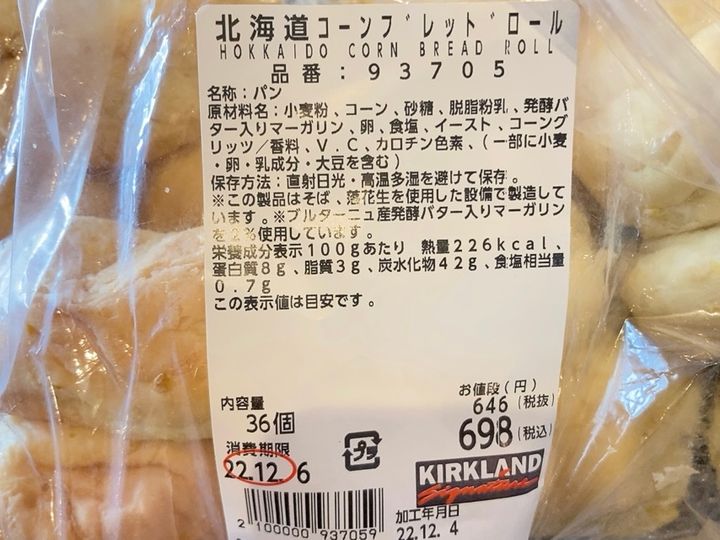 北海道コーンブレッドロール
HOKKAIDO CORN BREAD ROLL
品番：93705
名称：パン
原材料名：小麦粉、コーン、砂糖、脱脂粉乳、発酵バ
ター入りマーガリン、卵、食塩、イースト、コーング
リッツ／香料、V．C、カロチン色素、（一部に小麦
・卵・乳成分・大豆を含む）
保存方法：直射日光・高温多湿を避けて保存。
※この製品はそば、落花生を使用した設備で製造して
います。※ブルターニュ産発酵バター入りマーガリン
を %使用しています。
栄養成分表示100gあたり 熱量226kcal、
蛋白質8g、脂質3g、炭水化物42g、食塩相当量
0.7g
この表示値は目安です。
お値段（円）
内容量 646（税抜）
36個 698（税込）
消費期限
22.12. 6
プラ
KIRKLAND
Signature
2 100000 937059
加工年月日
22.12. 4